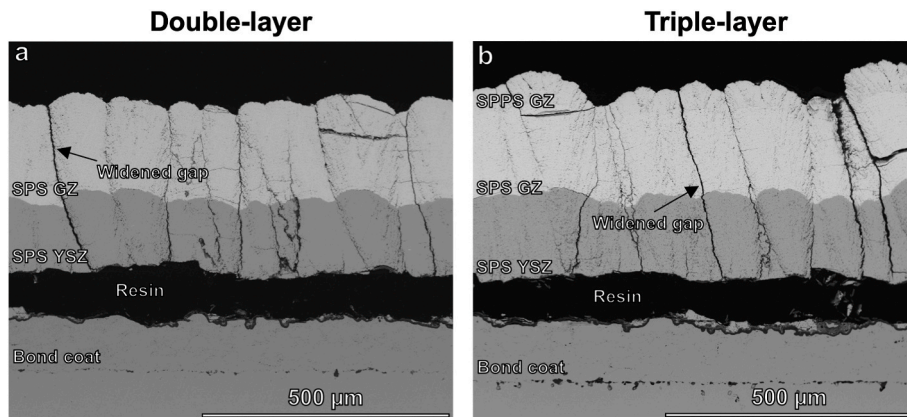 Double-layer
Triple-layer
a
Widened gap
SPS GZ
SPS YSZ
Resin
Bond coat
500 µm
b
SPPS GZ
SPS GZ
Widened gap
SPS YSZ
Resin
Bond coat
500 µm